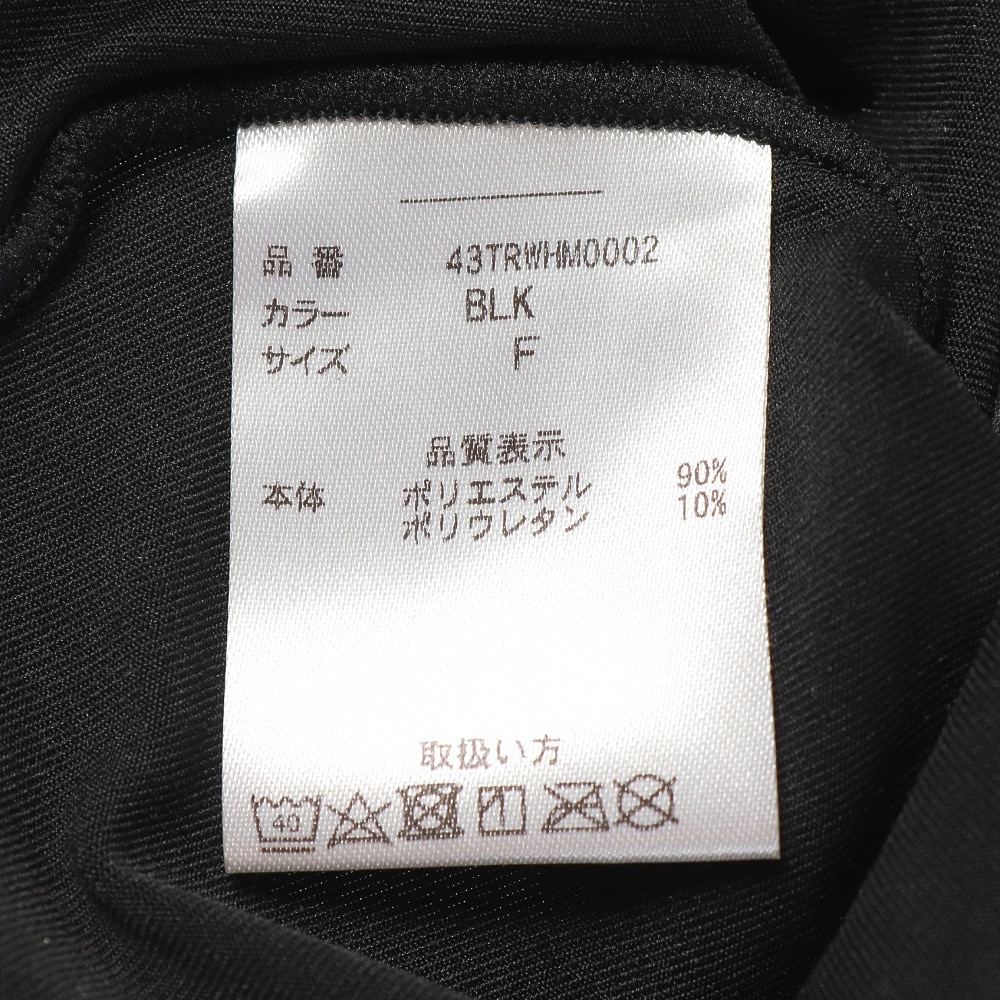 品番 43TRWHM0002
カラー BLK
サイズ F
品質表示
本体 ポリエステル 90%
ポリウレタン 10%
取扱い方
40